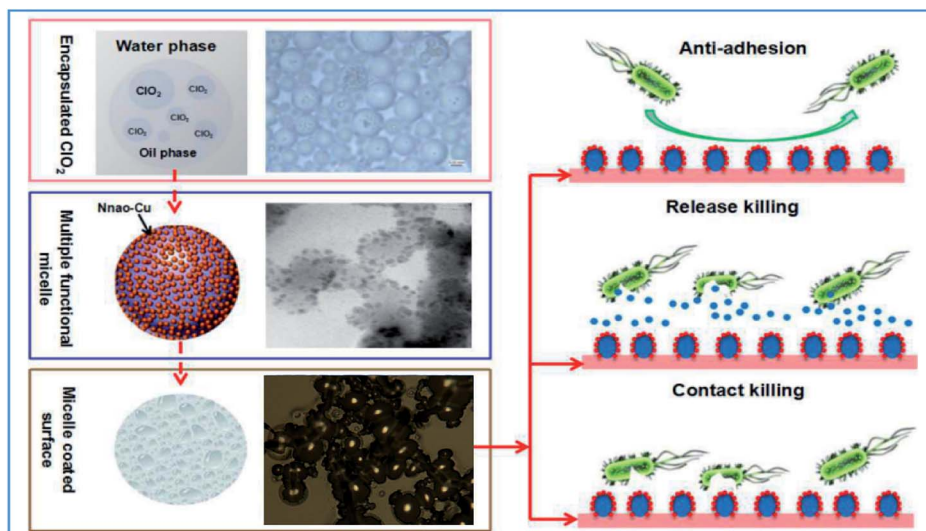 Encapsulated ClO₂
Water phase
ClO₂
ClO₂
ClO₂
ClO₂
ClO₂
Oil phase
Multiple functional
micelle
Nnao-Cu
Micelle coated
surface
Anti-adhesion
Release killing
Contact killing